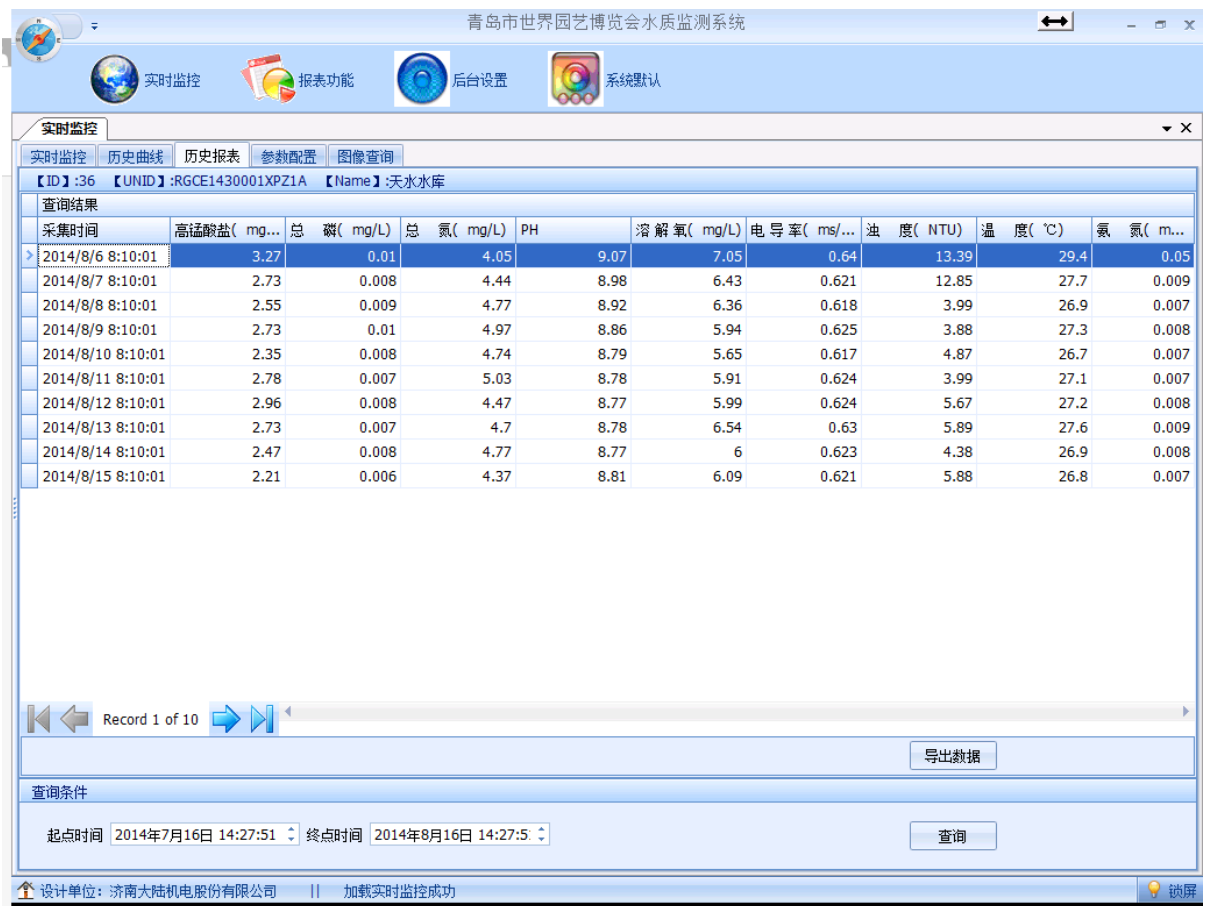 青岛市世界园艺博览会水质监测系统
实时监控 报表功能 后台设置 系统默认
实时监控
实时监控 历史曲线 历史报表 参数配置 图像查询
【ID】:36 【UNID】:RGCE1430001XPZ1A 【Name】:天水水库
查询结果
采集时间 高锰酸盐( mg... 总 磷( mg/L) 总 氮( mg/L) PH 溶 解 氧( mg/L) 电 导 率( ms/... 浊 度( NTU) 温 度( ℃) 氨 氮( m...
2014/8/6 8:10:01 3.27 0.01 4.05 9.07 7.05 0.64 13.39 29.4 0.05
2014/8/7 8:10:01 2.73 0.008 4.44 8.98 6.43 0.621 12.85 27.7 0.009
2014/8/8 8:10:01 2.55 0.009 4.77 8.92 6.36 0.618 3.99 26.9 0.007
2014/8/9 8:10:01 2.73 0.01 4.97 8.86 5.94 0.625 3.88 27.3 0.008
2014/8/10 8:10:01 2.35 0.008 4.74 8.79 5.65 0.617 4.87 26.7 0.007
2014/8/11 8:10:01 2.78 0.007 5.03 8.78 5.91 0.624 3.99 27.1 0.007
2014/8/12 8:10:01 2.96 0.008 4.47 8.77 5.99 0.624 5.67 27.2 0.008
2014/8/13 8:10:01 2.73 0.007 4.7 8.78 6.54 0.63 5.89 27.6 0.009
2014/8/14 8:10:01 2.47 0.008 4.77 8.77 6 0.623 4.38 26.9 0.008
2014/8/15 8:10:01 2.21 0.006 4.37 8.81 6.09 0.621 5.88 26.8 0.007
Record 1 of 10
导出数据
查询条件
起点时间 2014年7月16日 14:27:51 终点时间 2014年8月16日 14:27:5 查询
设计单位：济南大陆机电股份有限公司 || 加载实时监控成功 锁屏